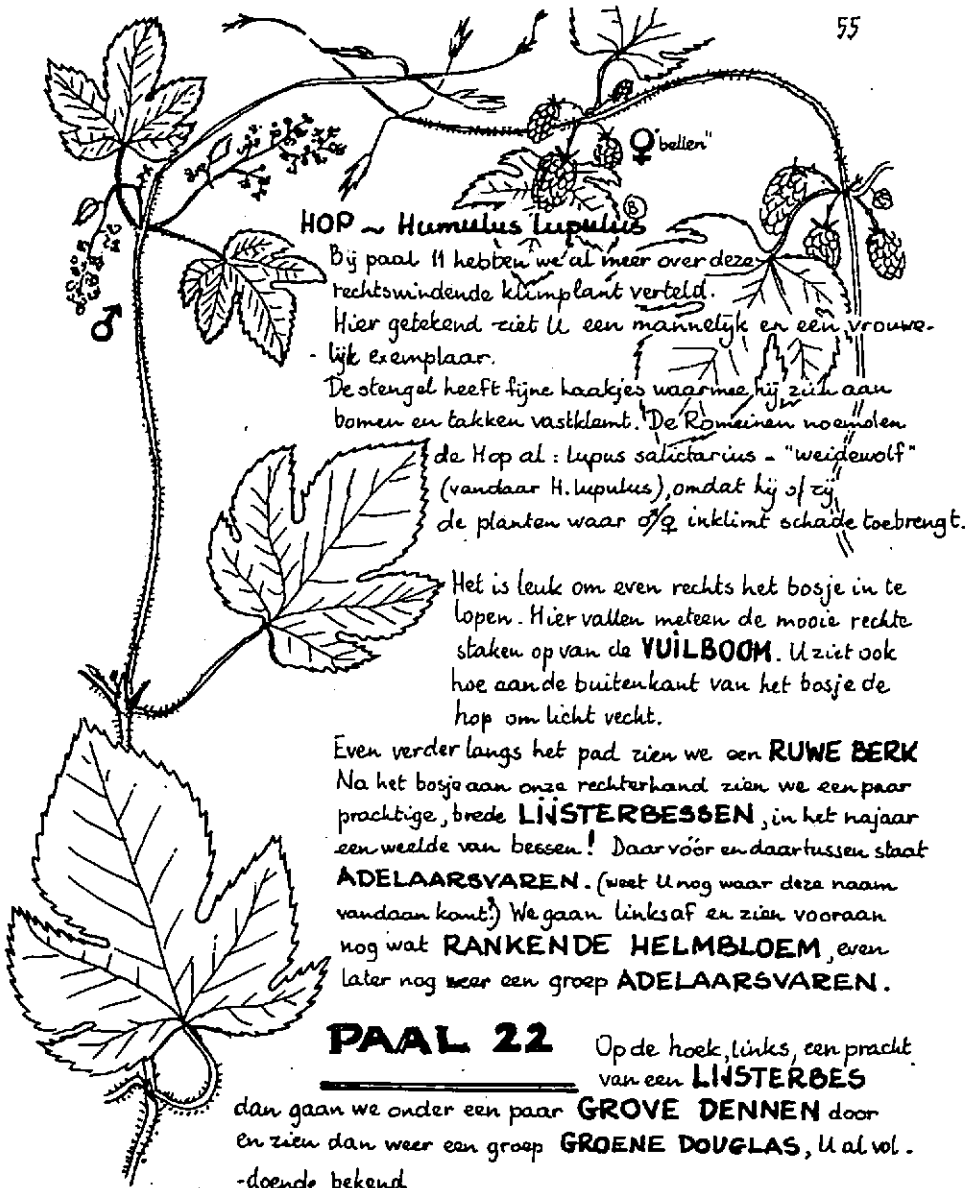 55
♀ "bellen"
B
HOP ~ Humulus lupulus
Bij paal 11 hebben we al meer over deze
rechtswindende klimplant verteld.
Hier getekend ziet U een mannelijk en een vrouwe-
- lijk exemplaar.
♂
De stengel heeft fijne haakjes waarmee hij zich aan
bomen en takken vastklemt. De Romeinen noemden
de Hop al : lupus salictarius - "weidewolf"
(vandaar H. lupulus), omdat hij of zij
de planten waar ♂/♀ inklimt schade toebrengt.
Het is leuk om even rechts het bosje in te
lopen. Hier vallen meteen de mooie rechte
staken op van de VUILBOOM. U ziet ook
hoe aan de buitenkant van het bosje de
hop om licht vecht.
Even verder langs het pad zien we een RUWE BERK
Na het bosje aan onze rechterhand zien we een paar
prachtige, brede LIJSTERBESSEN, in het najaar
een weelde van bessen! Daar vóór en daartussen staat
ADELAARSVAREN. (weet U nog waar deze naam
vandaan komt?) We gaan linksaf en zien vooraan
nog wat RANKENDE HELMBLOEM, even
later nog weer een groep ADELAARSVAREN.
PAAL 22 Op de hoek, links, een pracht
van een LIJSTERBES
dan gaan we onder een paar GROVE DENNEN door
en zien dan weer een groep GROENE DOUGLAS, U al vol-
-doende bekend